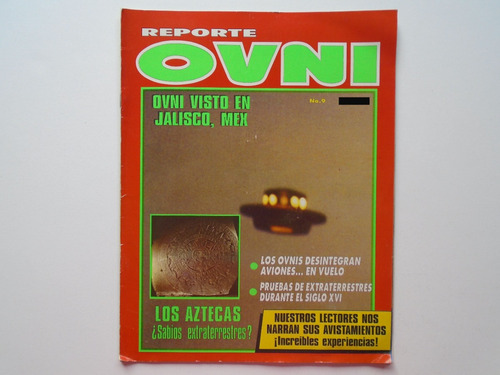 REPORTE
OVNI
OVNI VISTO EN
JALISCO, MEX
No.9
LOS OVNIS DESINTEGRAN
AVIONES... EN VUELO
PRUEBAS DE EXTRATERRESTRES
DURANTE EL SIGLO XVI
LOS AZTECAS
¿Sabios extraterrestres?
NUESTROS LECTORES NOS
NARRAN SUS AVISTAMIENTOS
¡Increíbles experiencias!